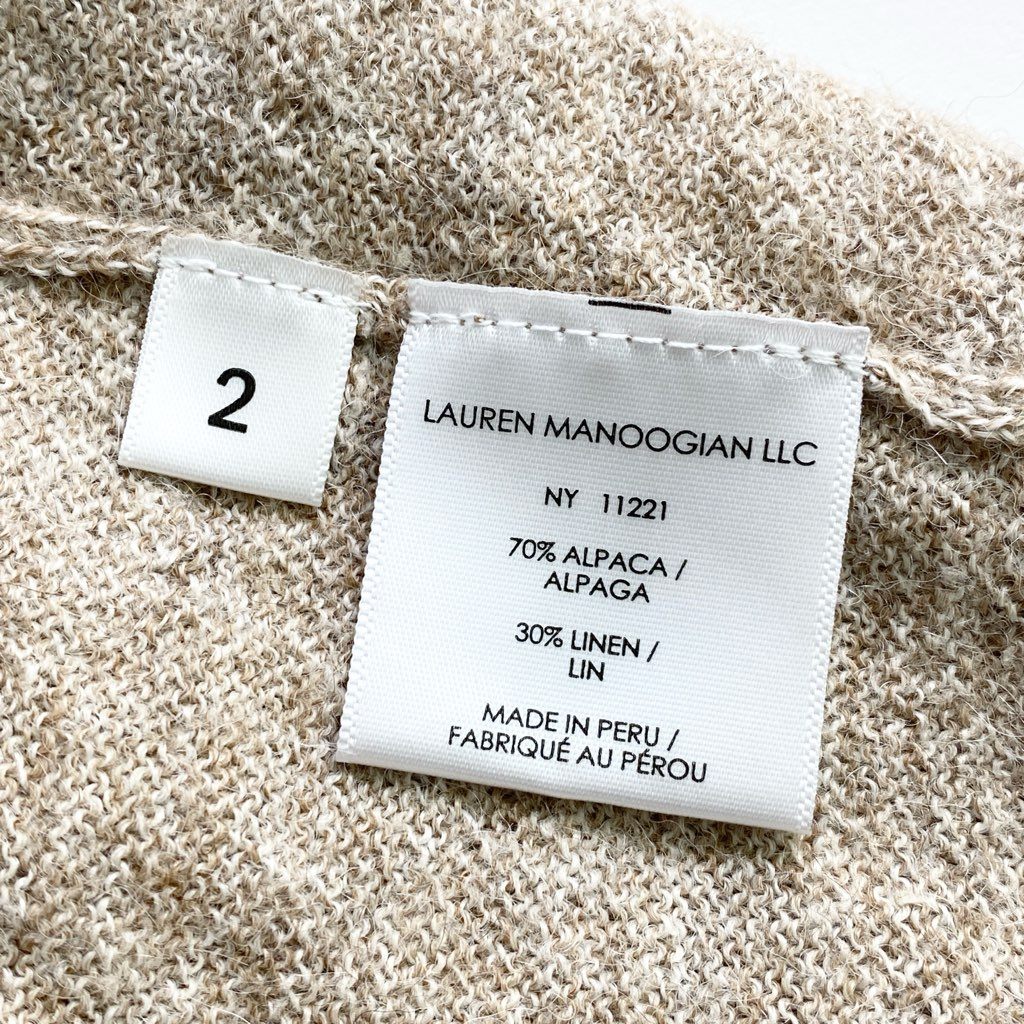 2
LAUREN MANOOGIAN LLC
NY 11221
70% ALPACA /
ALPAGA
30% LINEN /
LIN
MADE IN PERU /
FABRIQUÉ AU PÉROU